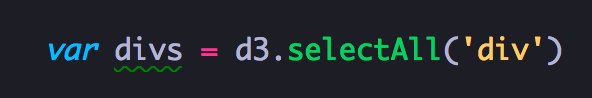 var divs = d3.selectAll('div')